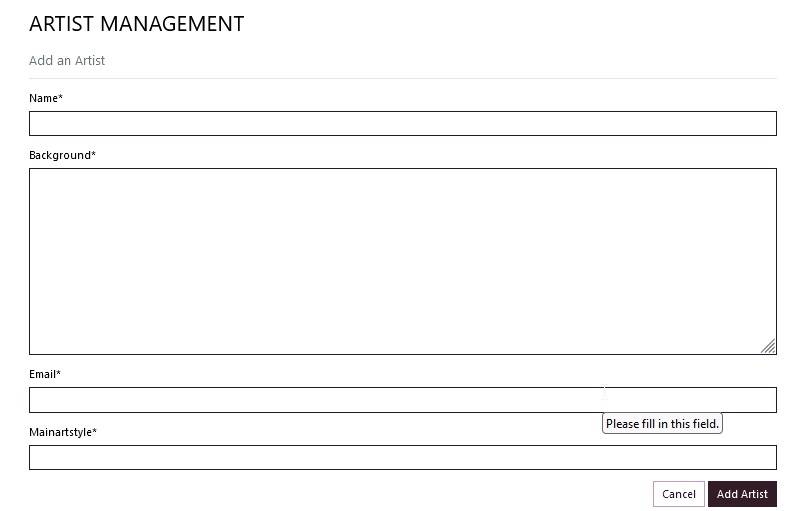 ARTIST MANAGEMENT
Add an Artist
Name*
Background*
Email*
Please fill in this field.
Mainartstyle*
Cancel
Add Artist